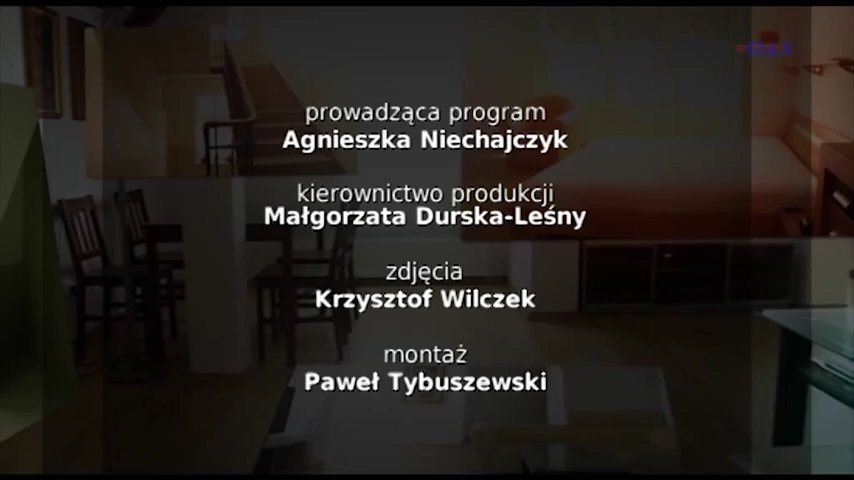 prowadząca program
Agnieszka Niechajczyk
kierownictwo produkcji
Małgorzata Durska-Leśny
zdjęcia
Krzysztof Wilczek
montaż
Paweł Tybuszewski